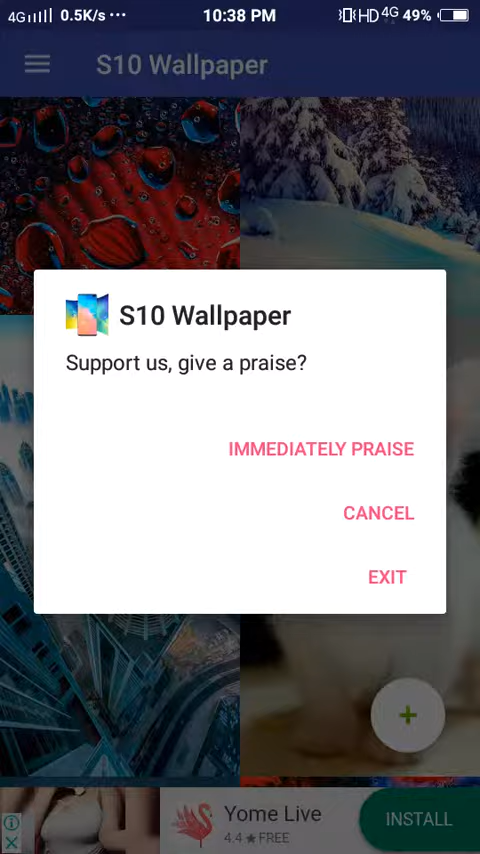 4G 0.5K/s ··· 10:38 PM HD 4G 49%
S10 Wallpaper
S10 Wallpaper
Support us, give a praise?
IMMEDIATELY PRAISE
CANCEL
EXIT
+
Yome Live
4.4 ★ FREE
INSTALL